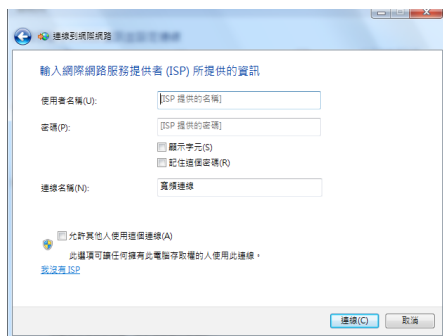 連線到網際網路
輸入網際網路服務提供者 (ISP) 所提供的資訊
使用者名稱(U):
[ISP 提供的名稱]
密碼(P):
[ISP 提供的密碼]
顯示字元(S)
記住這個密碼(R)
連線名稱(N):
寬頻連線
允許其他人使用這個連線(A)
此選項可讓任何擁有此電腦存取權的人使用此連線。
我沒有 ISP
連線(C)
取消